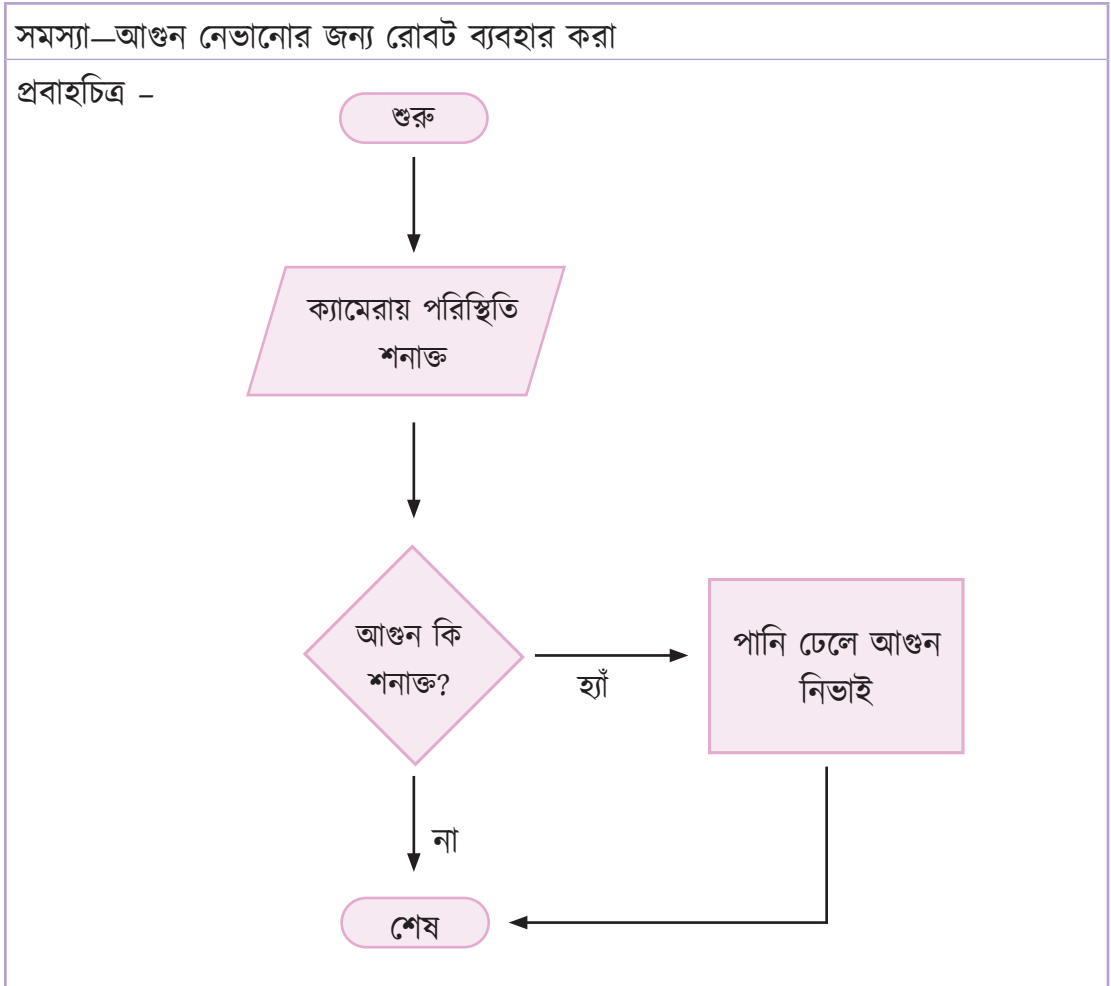 সমস্যা—আগুন নেভানোর জন্য রোবট ব্যবহার করা
প্রবাহচিত্র –
শুরু
ক্যামেরায় পরিস্থিতি
শনাক্ত
আগুন কি
শনাক্ত?
হ্যাঁ
পানি ঢেলে আগুন
নিভাই
না
শেষ